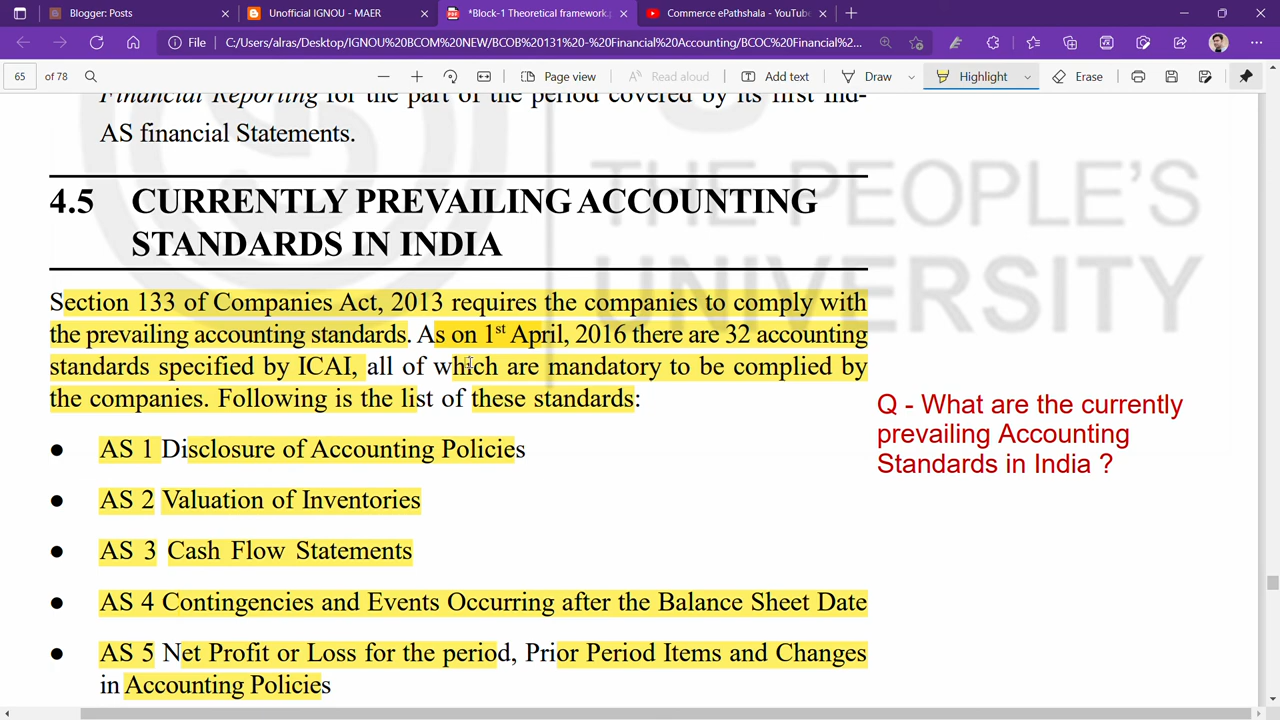 Blogger: Posts
Unofficial IGNOU - MAER
*Block-1 Theoretical framework.
Commerce ePathshala - YouTub
File C:/Users/alras/Desktop/IGNOU%20BCOM%20NEW/BCOB%20131%20-%20Financial%20Accounting/BCOC%20Financial%2...
65 of 78 Page view Read aloud Add text Draw Highlight Erase
Financial Reporting for the part of the period covered by its first Ind-
AS financial Statements.
4.5 CURRENTLY PREVAILING ACCOUNTING
STANDARDS IN INDIA
Section 133 of Companies Act, 2013 requires the companies to comply with
the prevailing accounting standards. As on 1st April, 2016 there are 32 accounting
standards specified by ICAI, all of which are mandatory to be complied by
the companies. Following is the list of these standards:
● AS 1 Disclosure of Accounting Policies
● AS 2 Valuation of Inventories
● AS 3 Cash Flow Statements
● AS 4 Contingencies and Events Occurring after the Balance Sheet Date
● AS 5 Net Profit or Loss for the period, Prior Period Items and Changes
in Accounting Policies
Q - What are the currently
prevailing Accounting
Standards in India ?
THE PEOPLE'S
UNIVERSITY